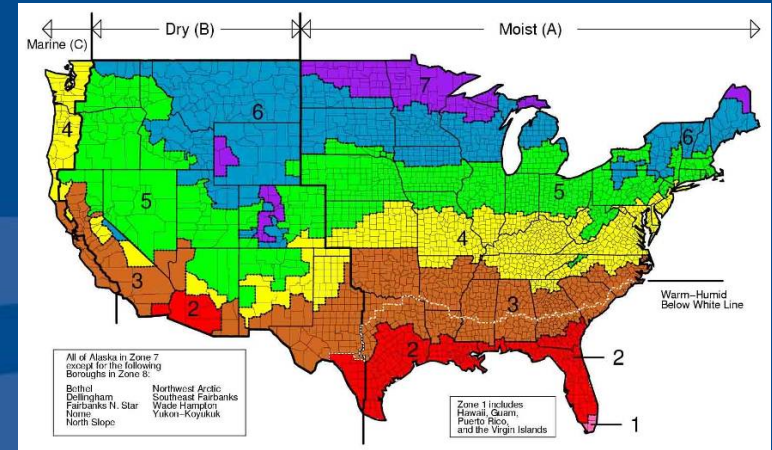 Marine (C)
Dry (B)
Moist (A)
7
6
6
6
4
5
5
4
3
3
2
2
Warm-Humid
Below White Line
2
1
All of Alaska in Zone 7
except for the following
Boroughs in Zone 8:
Bethel Northwest Arctic
Dellingham Southeast Fairbanks
Fairbanks N. Star Wade Hampton
Nome Yukon-Koyukuk
North Slope
Zone 1 includes
Hawaii, Guam,
Puerto Rico,
and the Virgin Islands